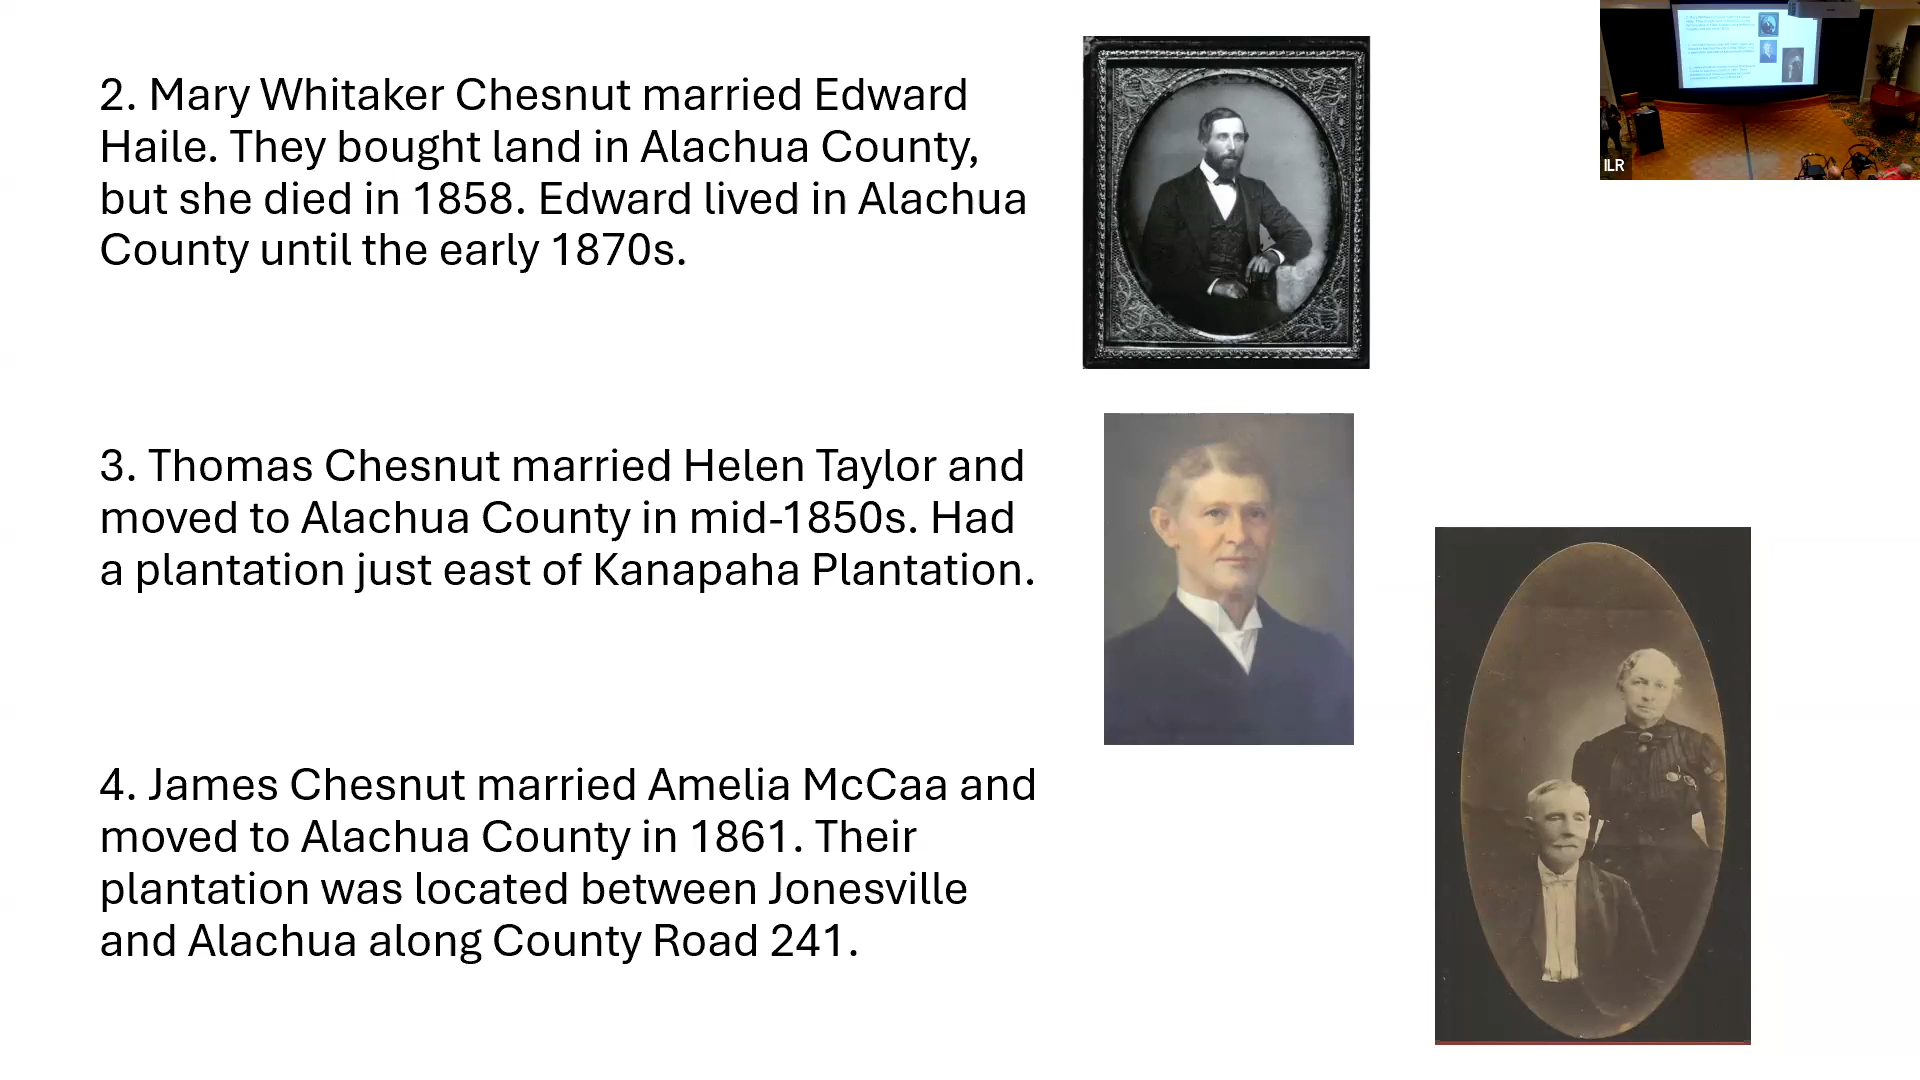 2. Mary Whitaker Chesnut married Edward
Haile. They bought land in Alachua County,
but she died in 1858. Edward lived in Alachua
County until the early 1870s.
3. Thomas Chesnut married Helen Taylor and
moved to Alachua County in mid-1850s. Had
a plantation just east of Kanapaha Plantation.
4. James Chesnut married Amelia McCaa and
moved to Alachua County in 1861. Their
plantation was located between Jonesville
and Alachua along County Road 241.
ILR